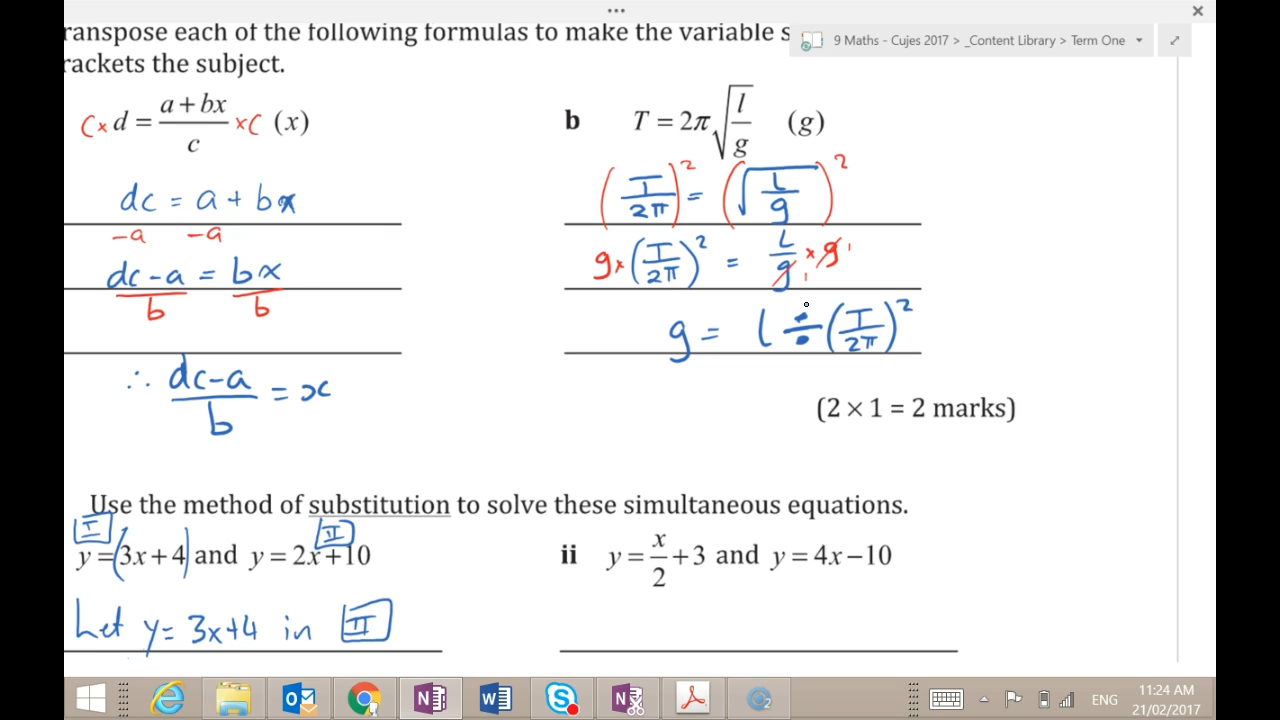 ranspose each of the following formulas to make the variable s
9 Maths - Cujes 2017 > _Content Library > Term One
rackets the subject.
C× d = (a + bx)/c ×C (x)
dc = a + bx
-a -a
dc - a = bx
b b
∴ (dc - a)/b = x
b T = 2π√(l/g) (g)
(T/2π)² = (√(L/g))²
g× (T/2π)² = L/g × g
1 1
g = l ÷ (T/2π)²
(2 × 1 = 2 marks)
Use the method of substitution to solve these simultaneous equations.
I II
y = (3x + 4) and y = 2x + 10
Let y = 3x+4 in II
ii y = x/2 + 3 and y = 4x − 10
ENG
11:24 AM
21/02/2017